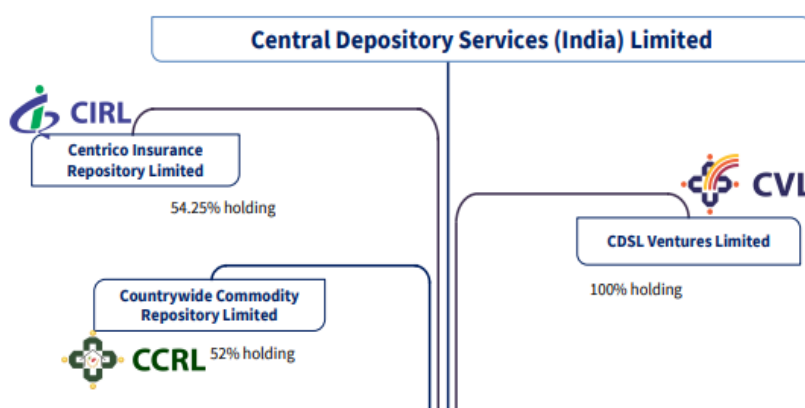 Central Depository Services (India) Limited
CIRL
Centrico Insurance
Repository Limited
54.25% holding
CVL
CDSL Ventures Limited
100% holding
Countrywide Commodity
Repository Limited
CCRL
52% holding